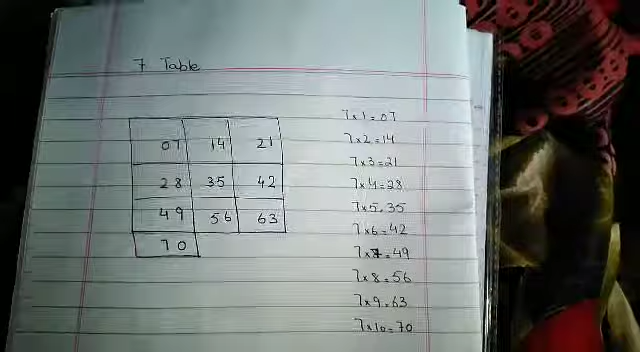 7 Table
07 14 21
28 35 42
49 56 63
70
7x1=07
7x2=14
7x3=21
7x4=28
7x5=35
7x6=42
7x7=49
7x8=56
7x9=63
7x10=70